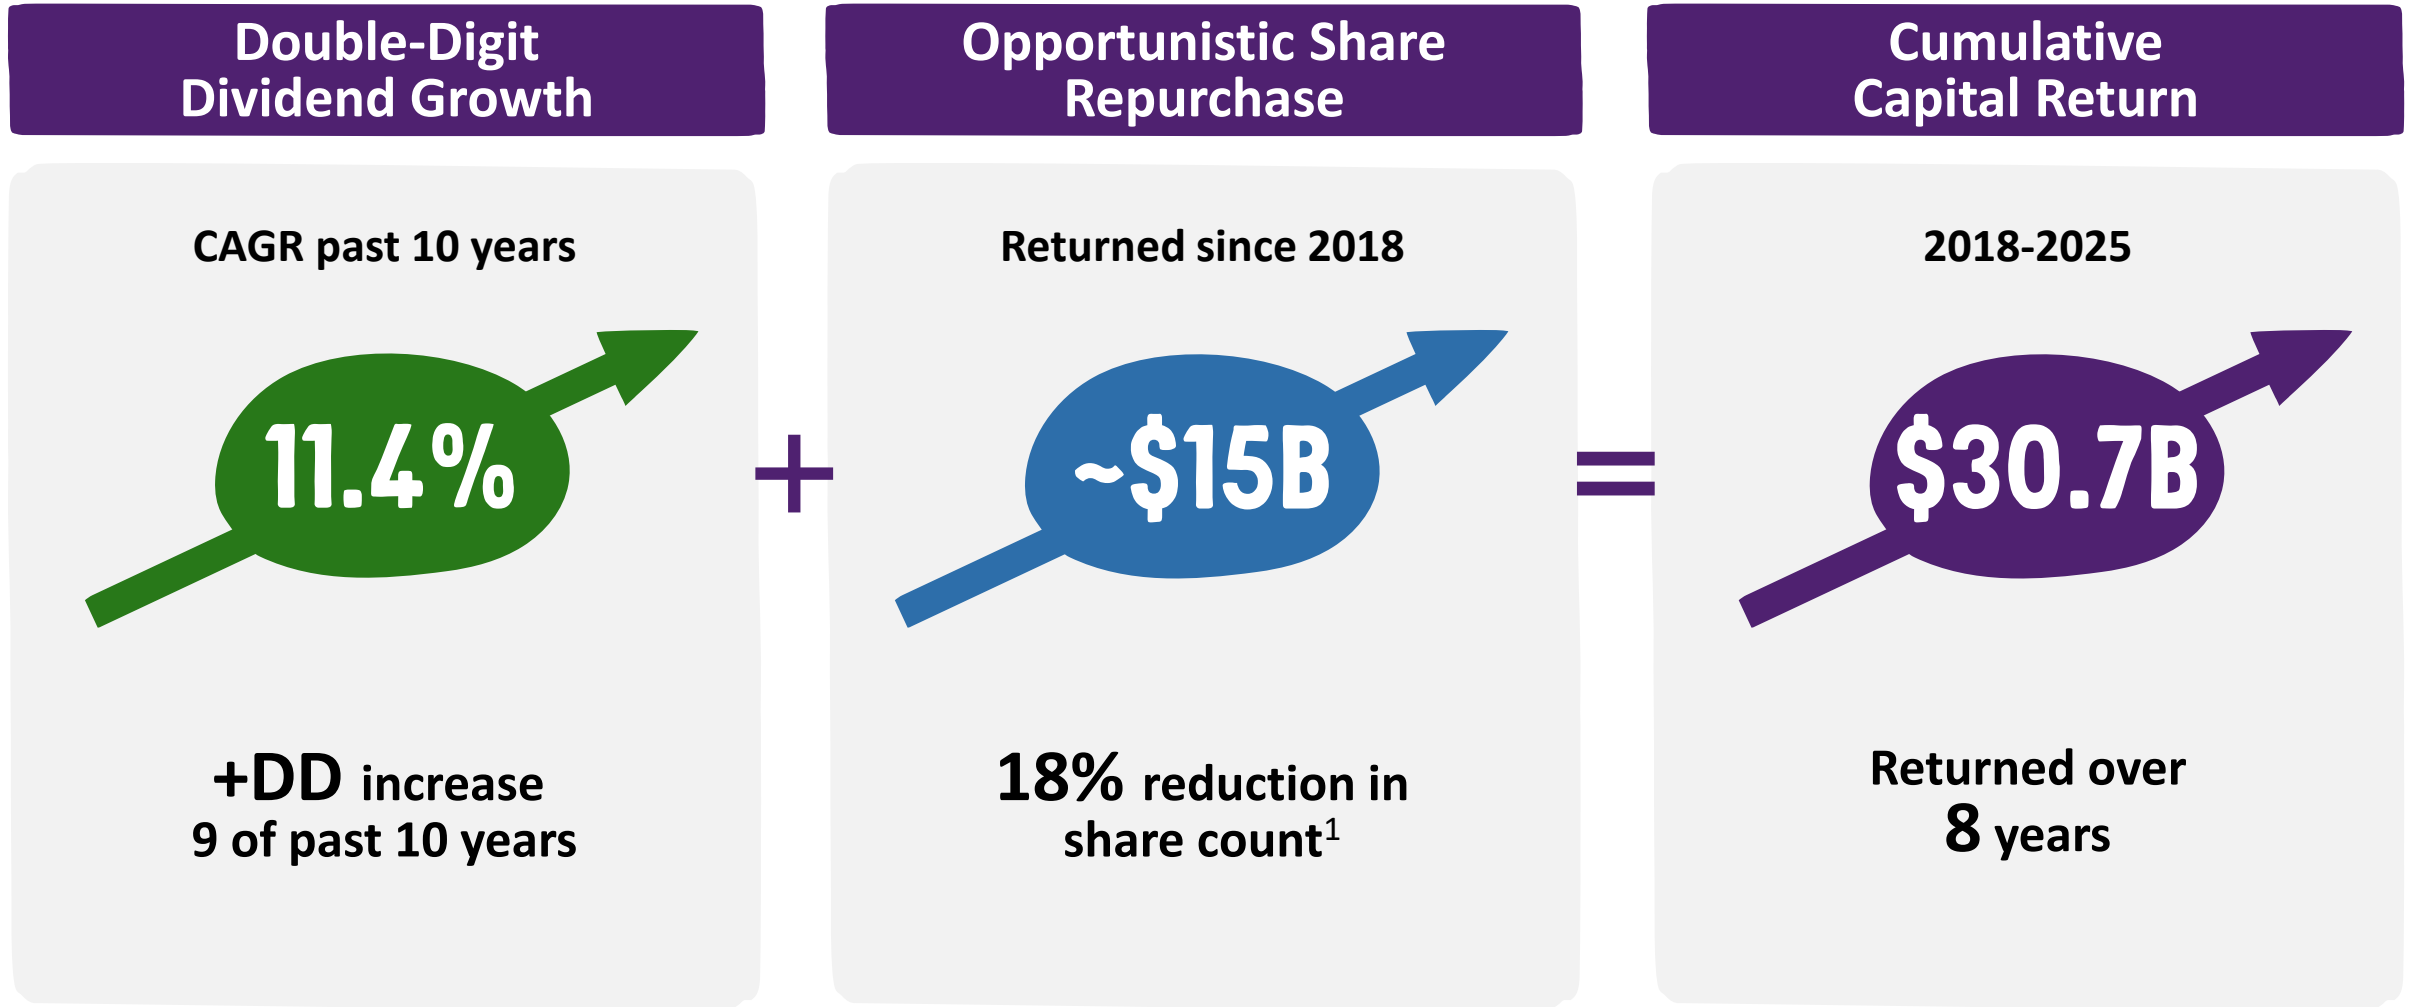 Double-Digit
Dividend Growth
CAGR past 10 years
11.4%
+DD increase
9 of past 10 years
+
Opportunistic Share
Repurchase
Returned since 2018
~$15B
18% reduction in
share count¹
=
Cumulative
Capital Return
2018-2025
$30.7B
Returned over
8 years